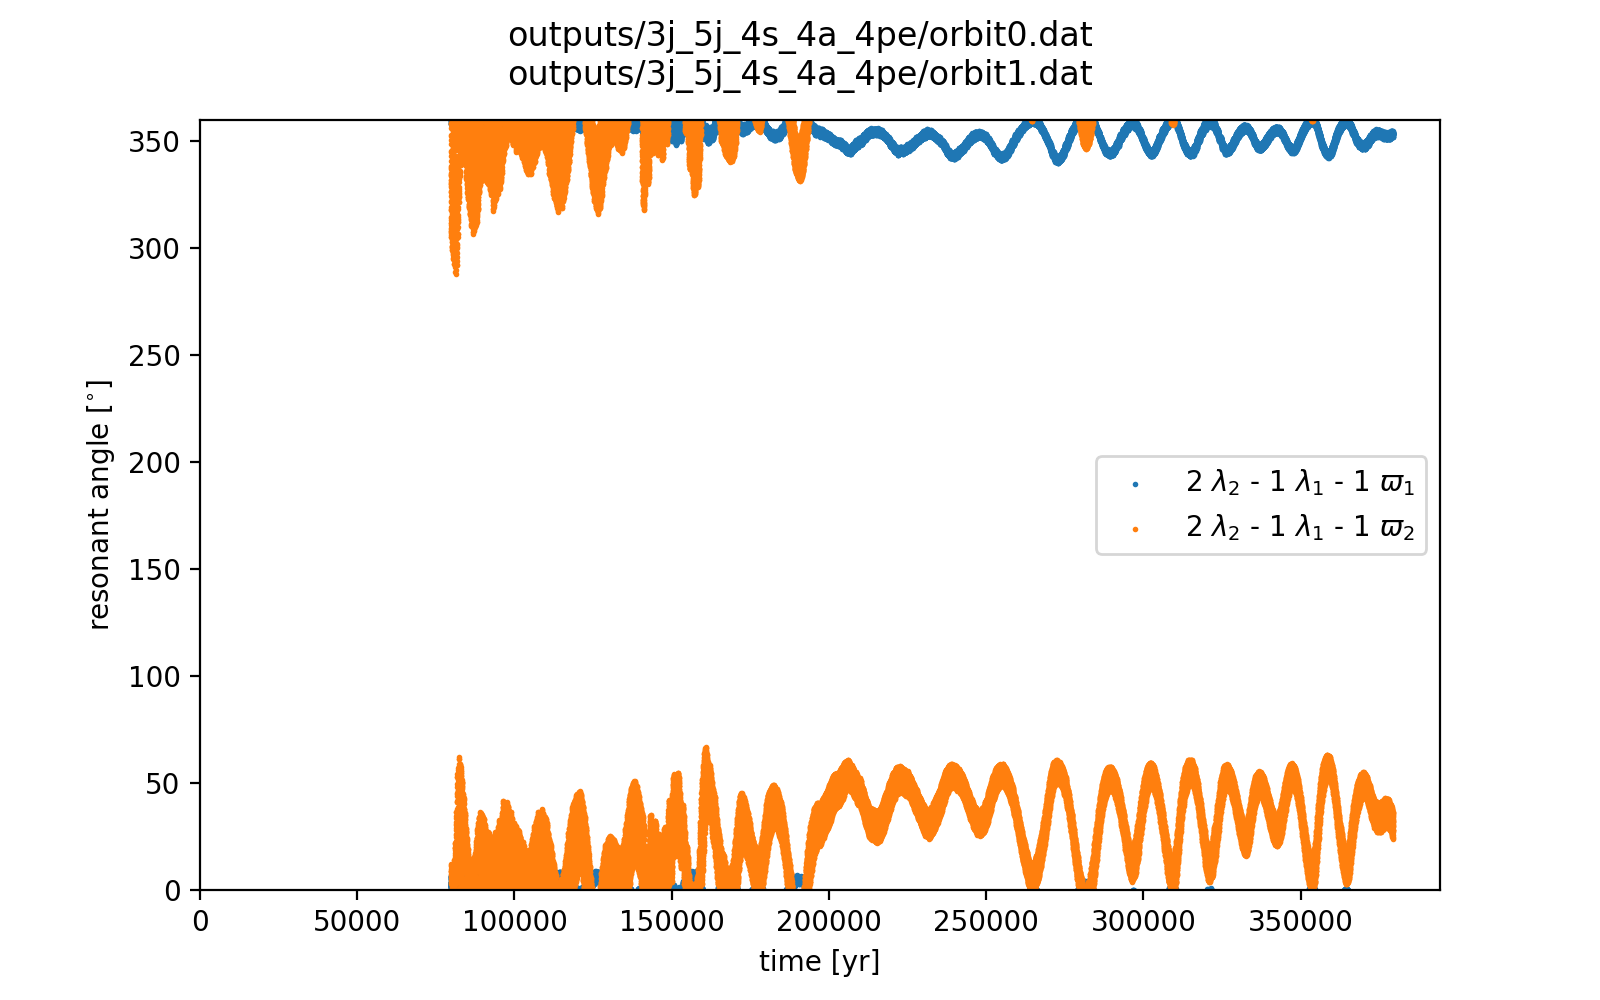 outputs/3j_5j_4s_4a_4pe/orbit0.dat
outputs/3j_5j_4s_4a_4pe/orbit1.dat
350
300
250
200
150
100
50
0
resonant angle [°]
2 λ₂ - 1 λ₁ - 1 ϖ₁
2 λ₂ - 1 λ₁ - 1 ϖ₂
0 50000 100000 150000 200000 250000 300000 350000
time [yr]